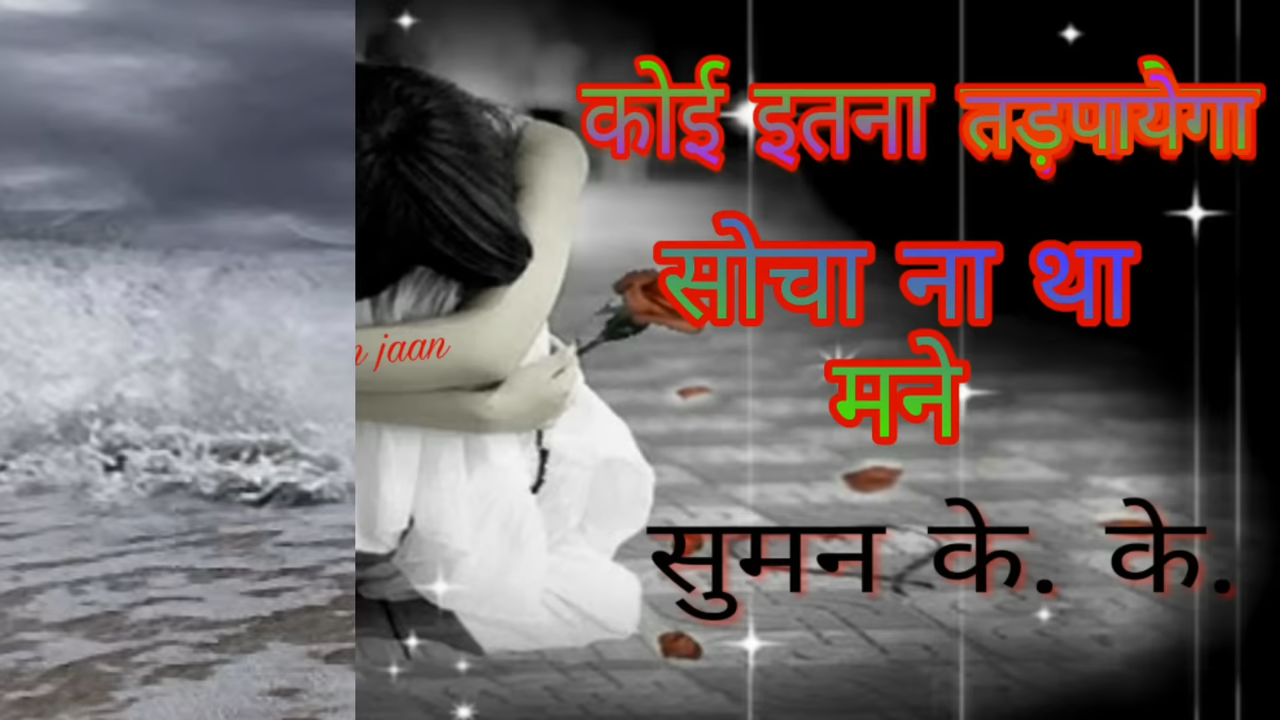 कोई इतना तड़पायेगा
सोचा ना था
मने
jaan
सुमन के. के.